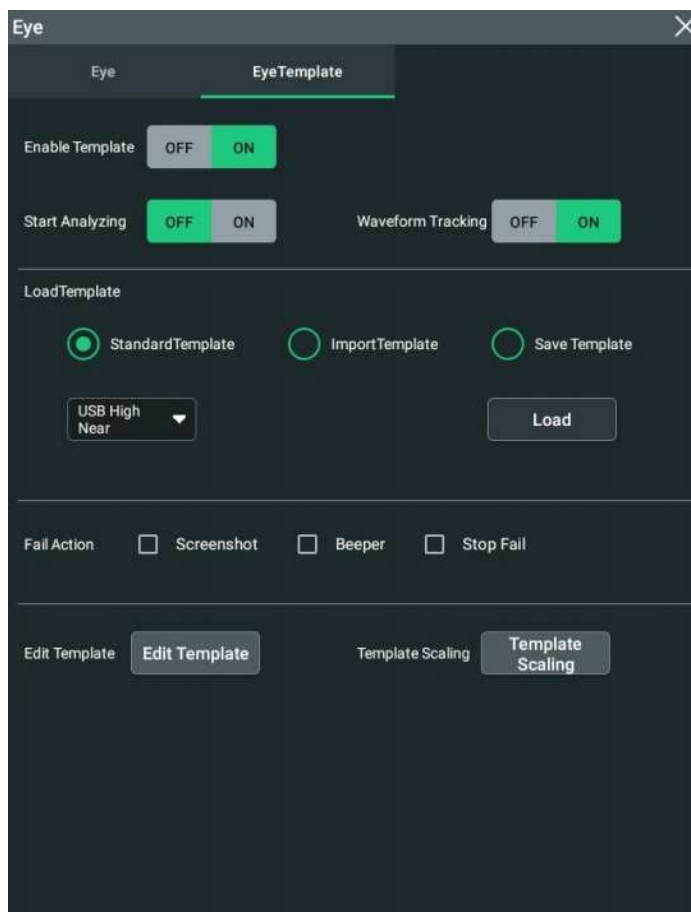 Eye
Eye EyeTemplate
Enable Template OFF ON
Start Analyzing OFF ON Waveform Tracking OFF ON
LoadTemplate
StandardTemplate ImportTemplate Save Template
USB High
Near
Load
Fail Action Screenshot Beeper Stop Fail
Edit Template Edit Template Template Scaling Template
Scaling